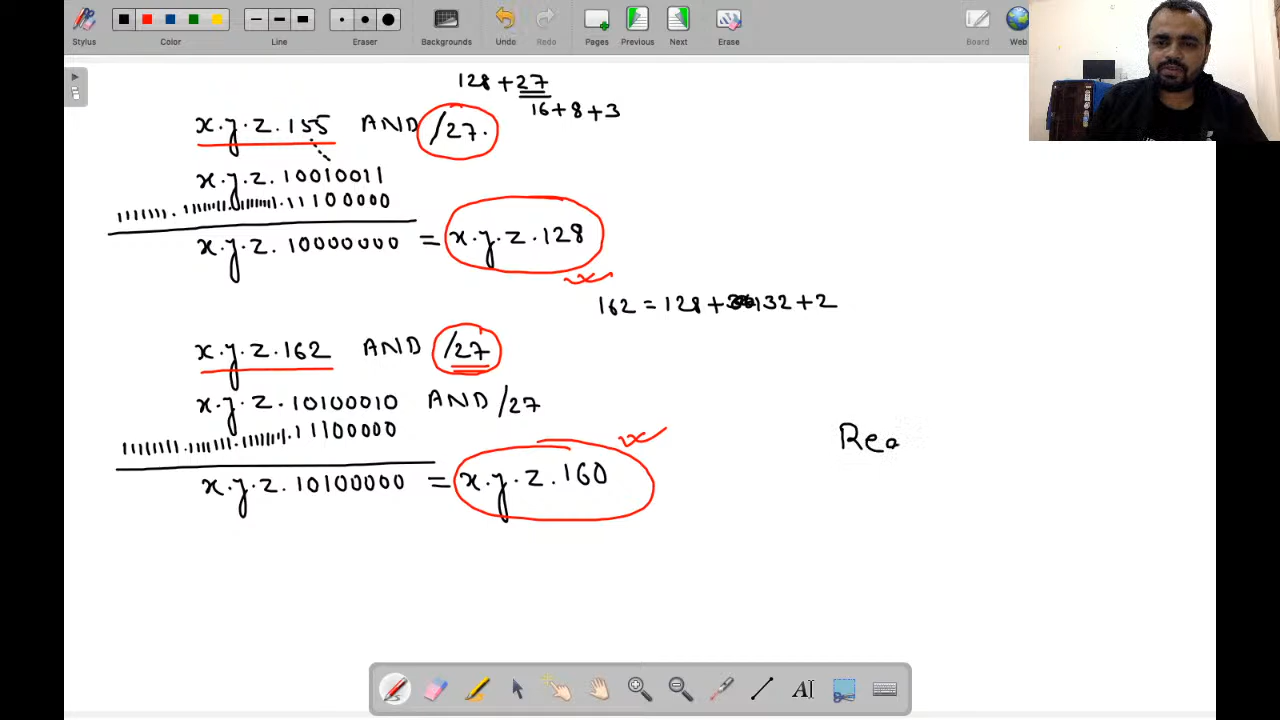 Stylus Color Line Eraser Backgrounds Undo Redo Pages Previous Next Erase Board Web
128 + 27
16 + 8 + 3
x.y.z.155 AND /27.
x.y.z.10010011
11100000
x.y.z.10000000 = x.y.z.128
162 = 128 + 132 + 2
x.y.z.162 AND /27
x.y.z.10100010 AND /27
11100000
Rea
x.y.z.10100000 = x.y.z.160